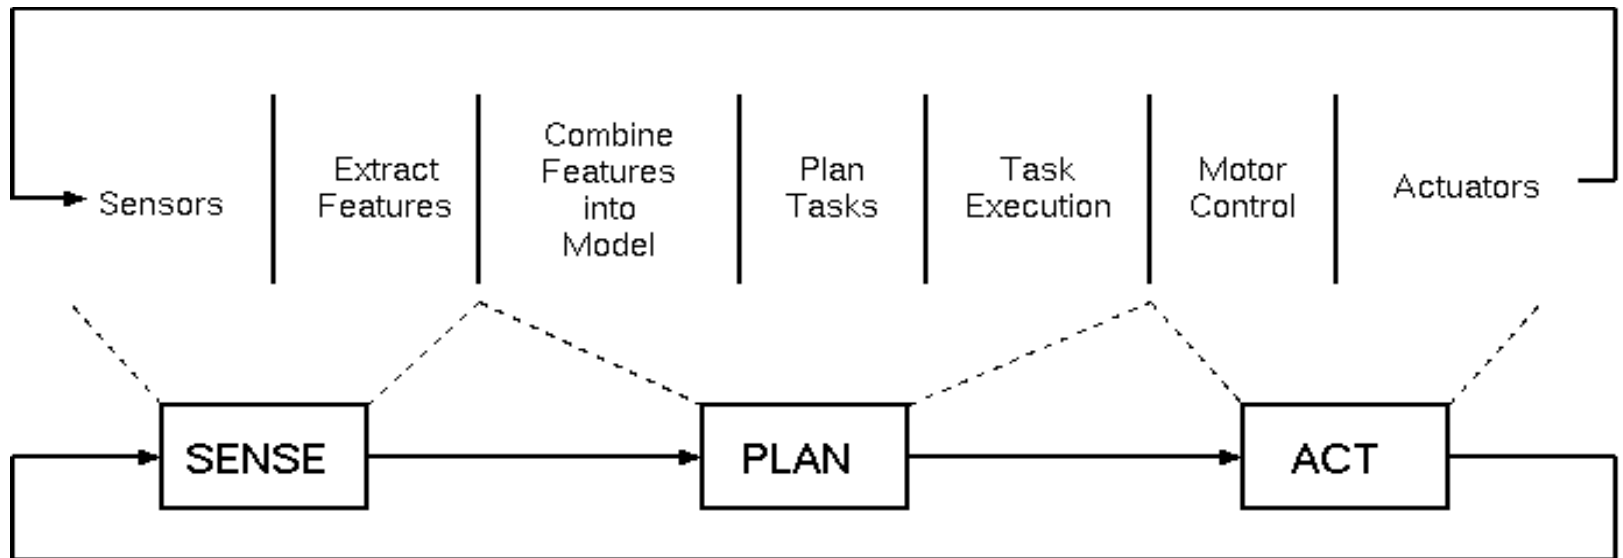 Sensors
Extract
Features
Combine
Features
into
Model
Plan
Tasks
Task
Execution
Motor
Control
Actuators
SENSE
PLAN
ACT